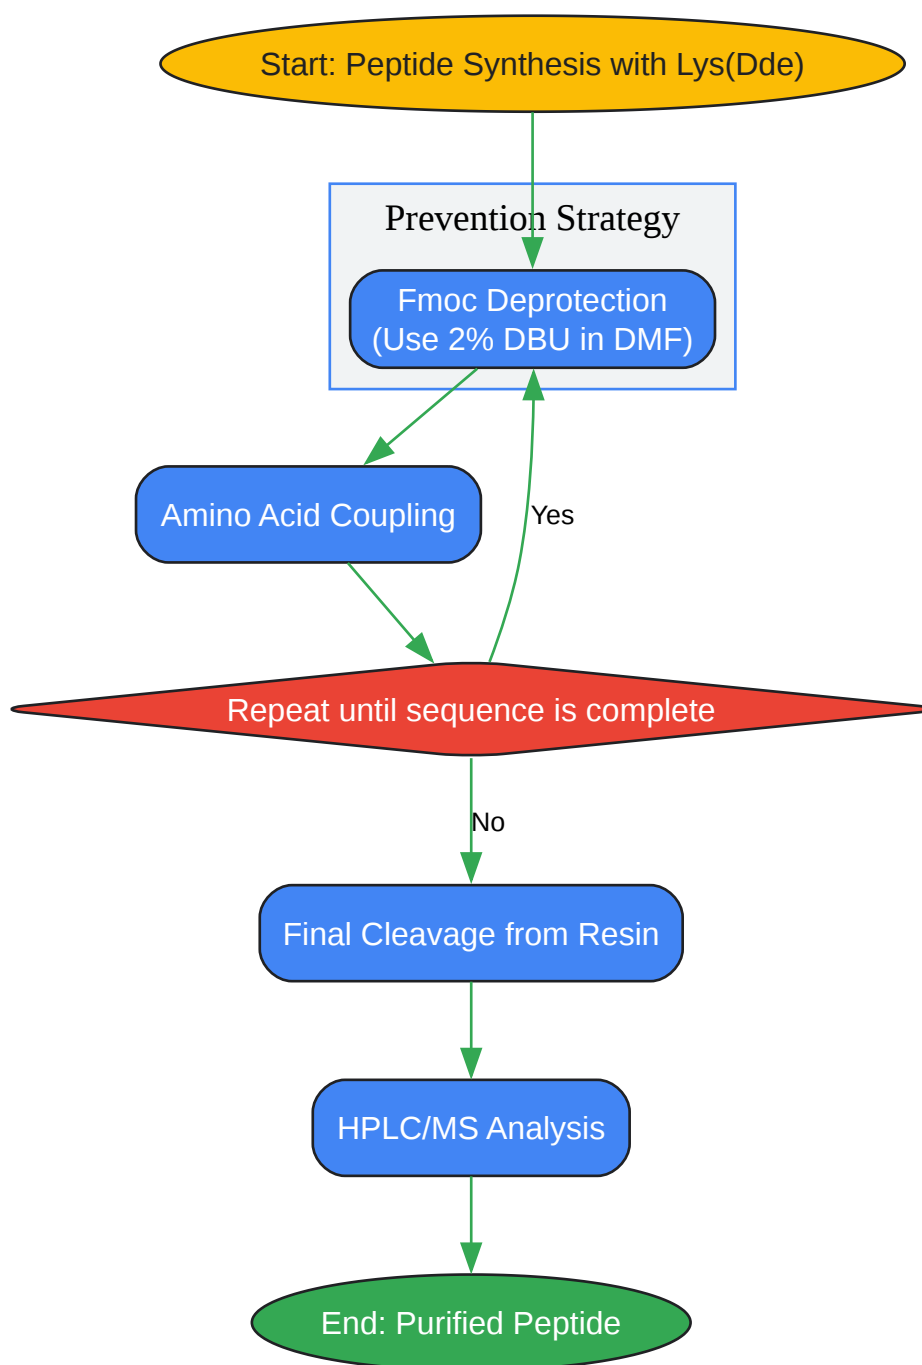 Start: Peptide Synthesis with Lys(Dde)
Prevention Strategy
Fmoc Deprotection
(Use 2% DBU in DMF)
Amino Acid Coupling
Yes
Repeat until sequence is complete
No
Final Cleavage from Resin
HPLC/MS Analysis
End: Purified Peptide